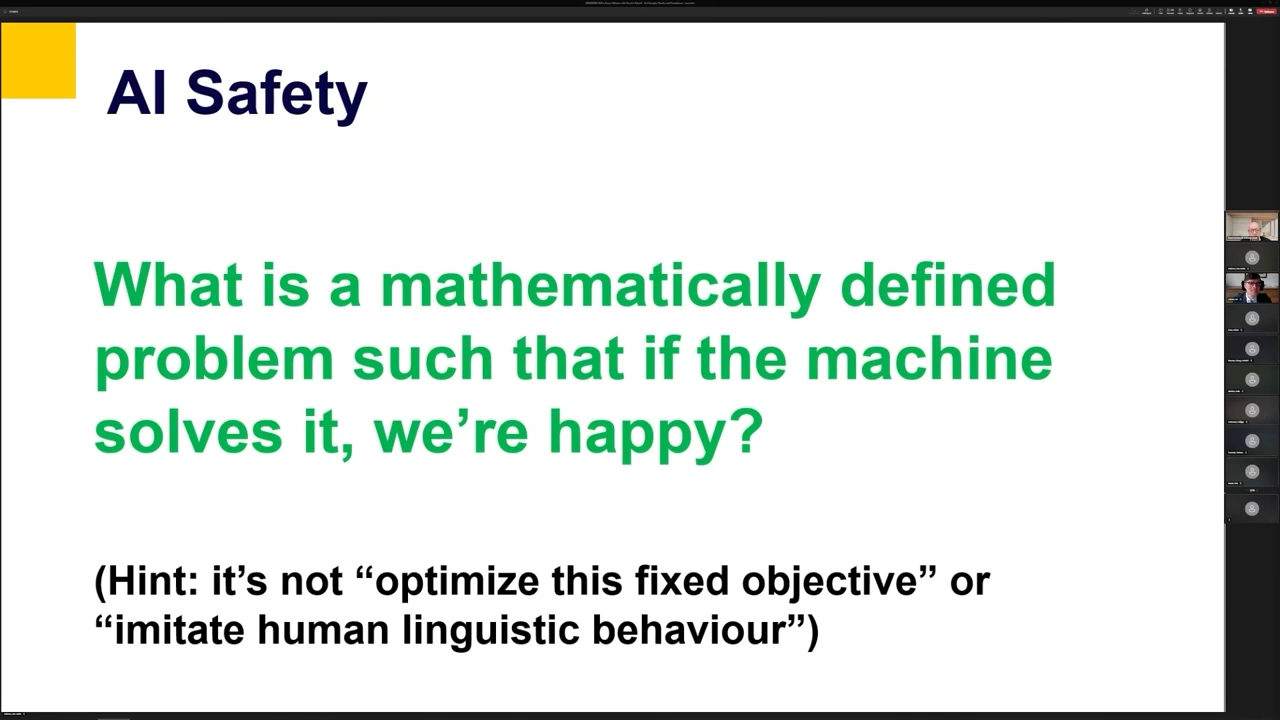 AI Safety
What is a mathematically defined
problem such that if the machine
solves it, we’re happy?
(Hint: it’s not “optimize this fixed objective” or
“imitate human linguistic behaviour”)